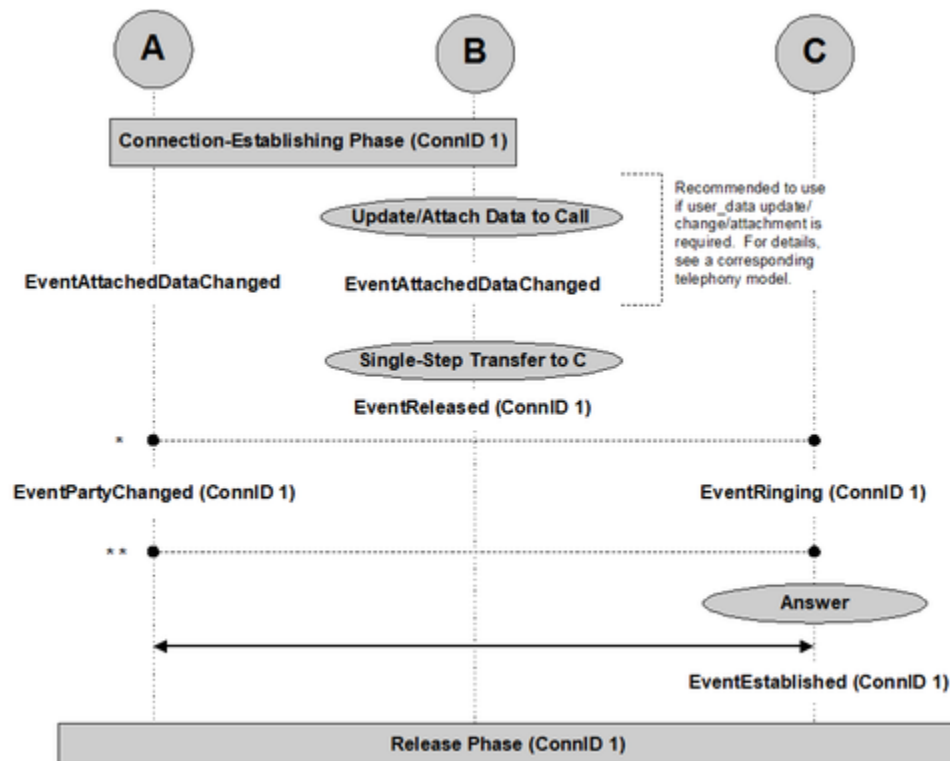 A
B
C
Connection-Establishing Phase (ConnID 1)
Update/Attach Data to Call
Recommended to use
if user_data update/
change/attachment is
required. For details,
see a corresponding
telephony model.
EventAttachedDataChanged
EventAttachedDataChanged
Single-Step Transfer to C
EventReleased (ConnID 1)
*
EventPartyChanged (ConnID 1)
EventRinging (ConnID 1)
**
Answer
EventEstablished (ConnID 1)
Release Phase (ConnID 1)